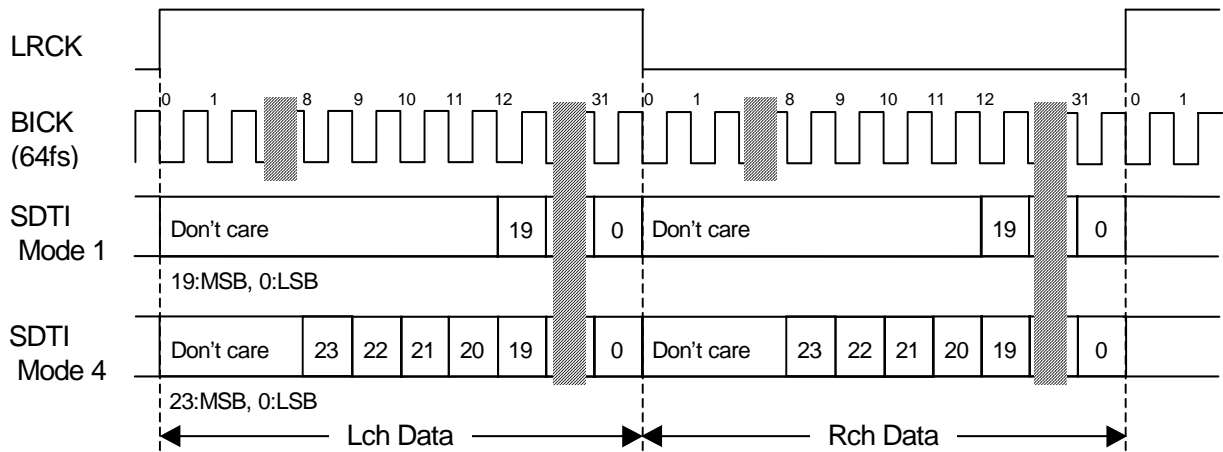 LRCK
0 1 8 9 10 11 12 31 0 1 8 9 10 11 12 31 0 1
BICK
(64fs)
SDTI
Mode 1
Don't care 19 0 Don't care 19 0
19:MSB, 0:LSB
SDTI
Mode 4
Don't care 23 22 21 20 19 0 Don't care 23 22 21 20 19 0
23:MSB, 0:LSB
Lch Data Rch Data